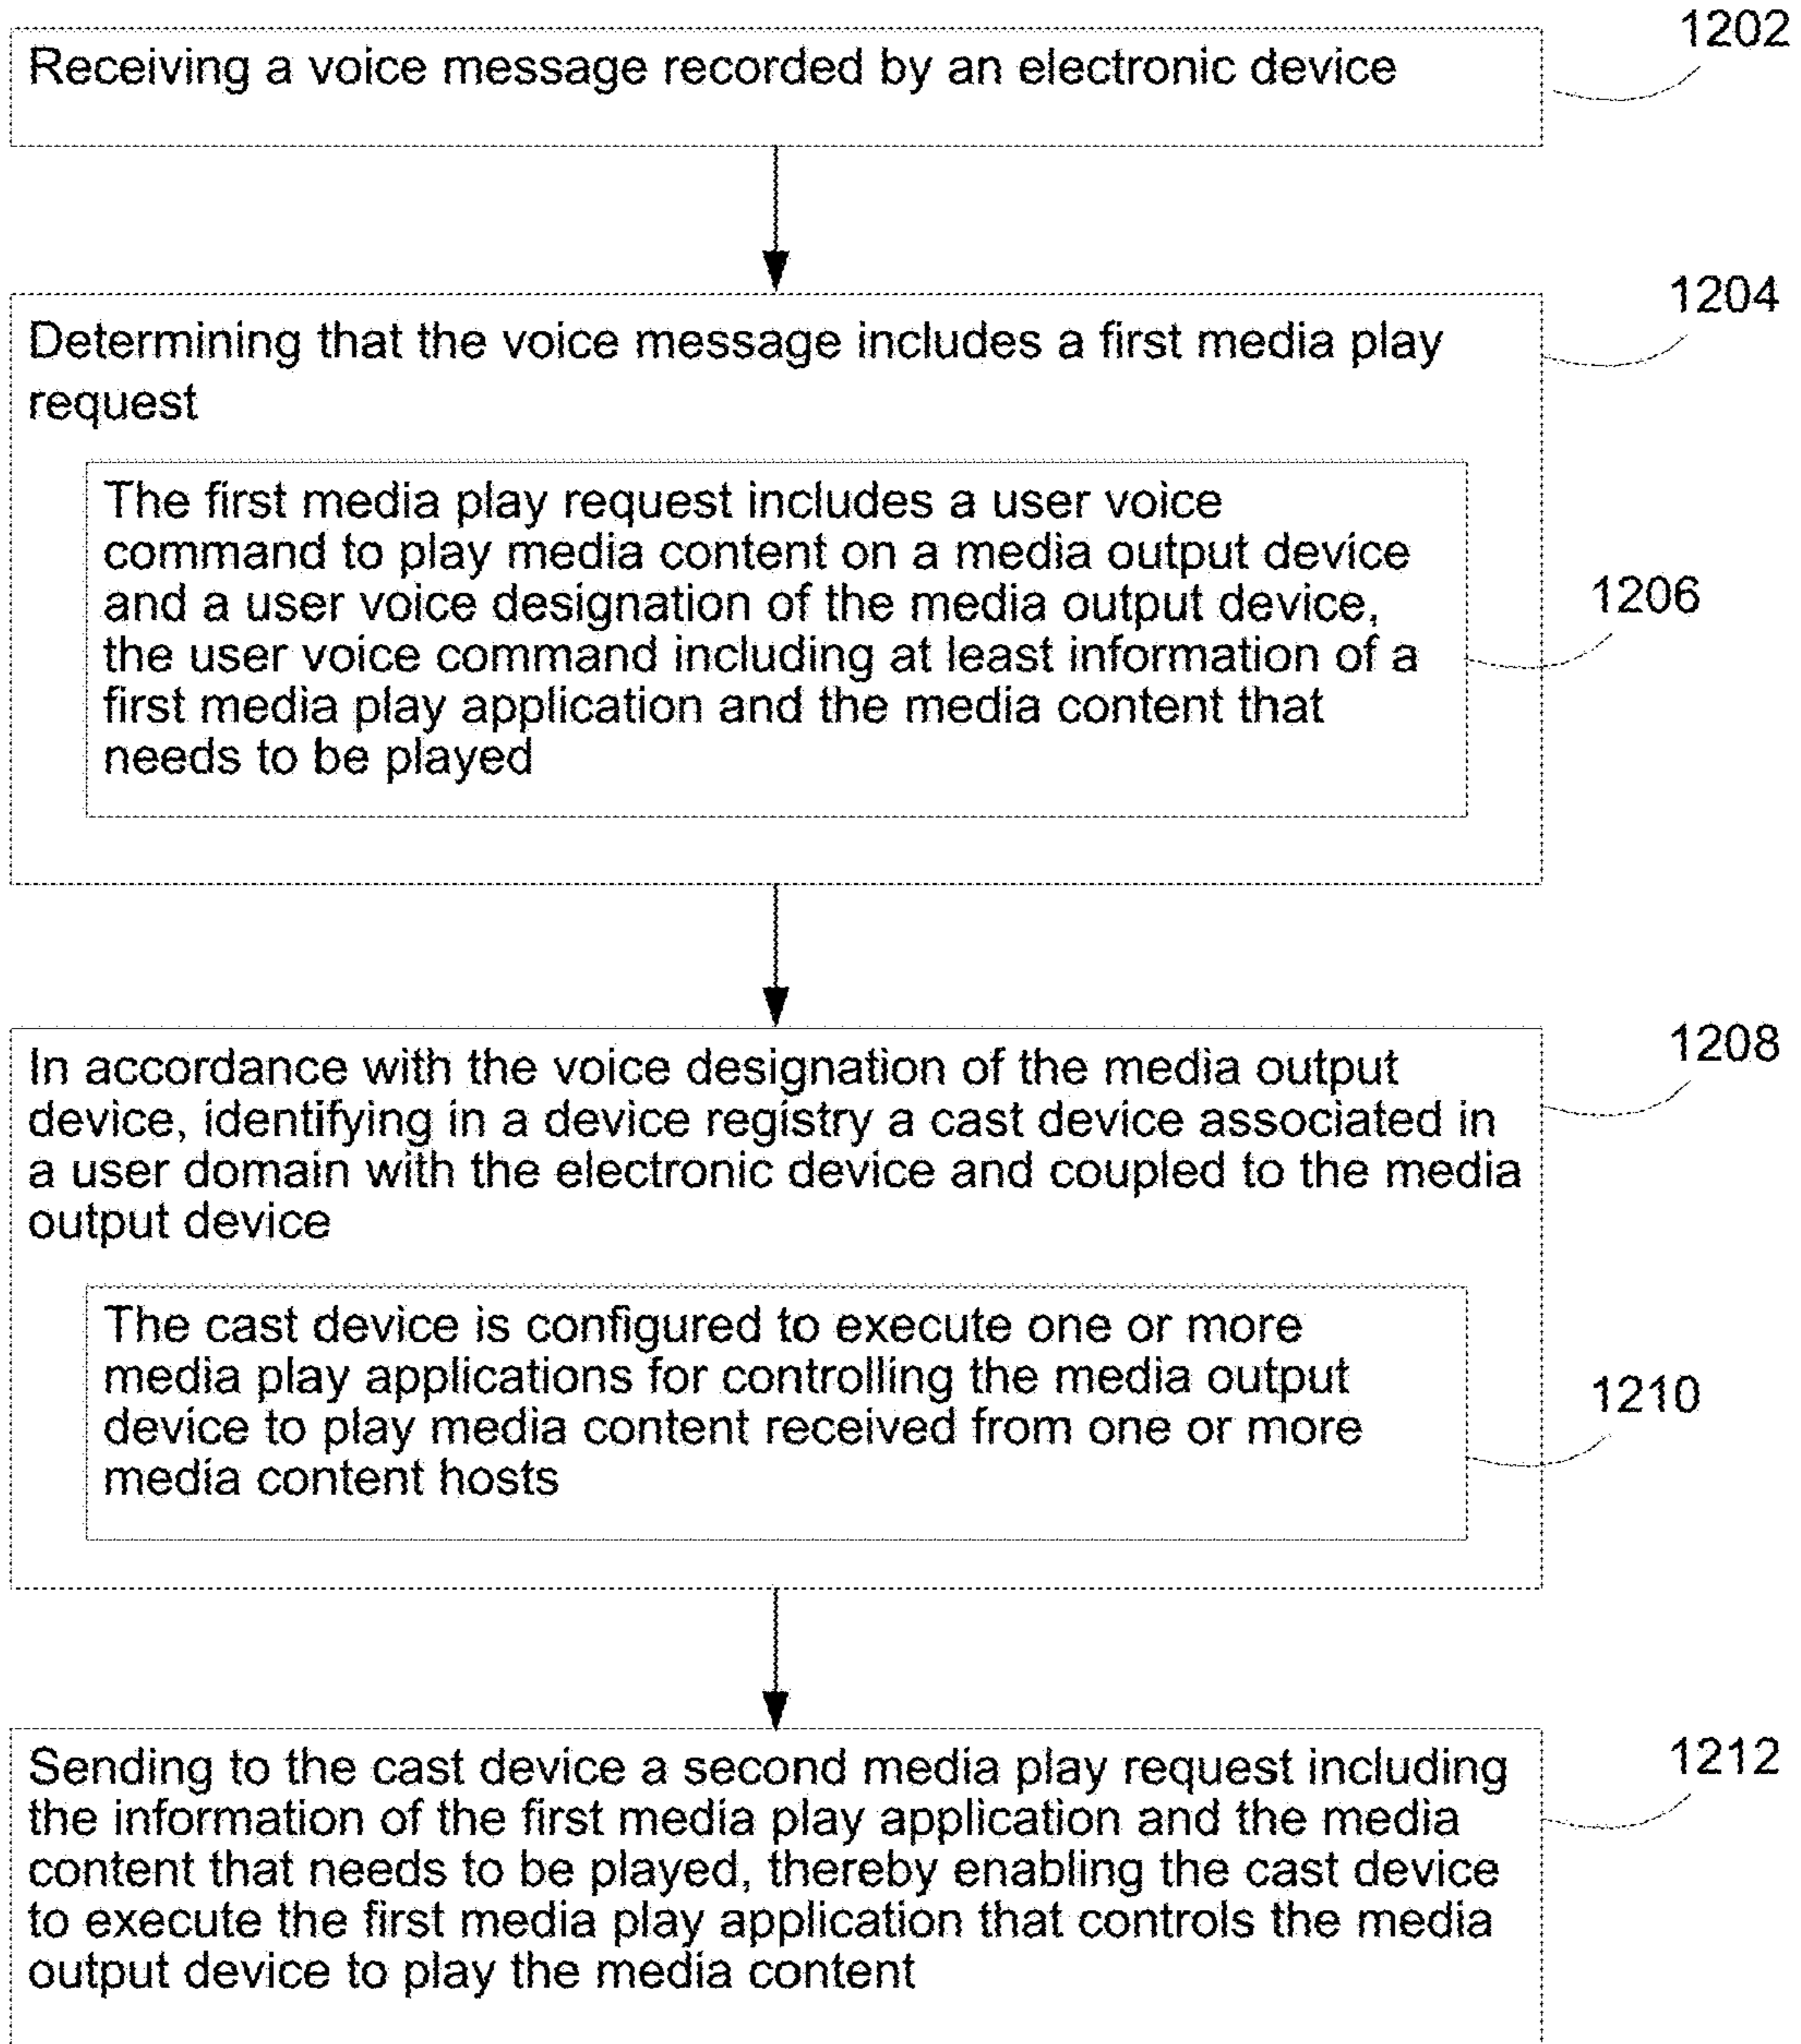 1202
Receiving a voice message recorded by an electronic device
1204
Determining that the voice message includes a first media play
request
The first media play request includes a user voice
command to play media content on a media output device
and a user voice designation of the media output device,
the user voice command including at least information of a
first media play application and the media content that
needs to be played
1206
1208
In accordance with the voice designation of the media output
device, identifying in a device registry a cast device associated in
a user domain with the electronic device and coupled to the media
output device
The cast device is configured to execute one or more
media play applications for controlling the media output
device to play media content received from one or more
media content hosts
1210
1212
Sending to the cast device a second media play request including
the information of the first media play application and the media
content that needs to be played, thereby enabling the cast device
to execute the first media play application that controls the media
output device to play the media content